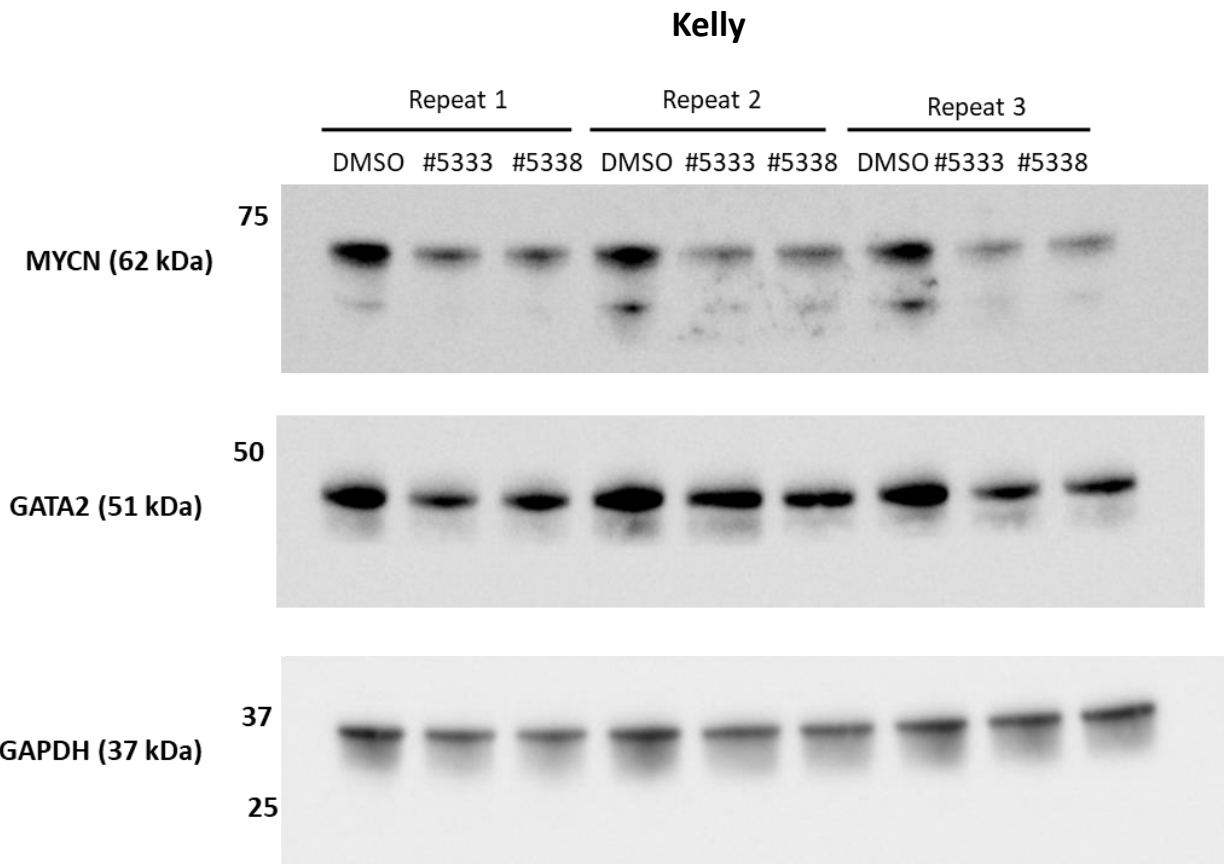 Kelly
Repeat 1 Repeat 2 Repeat 3
DMSO #5333 #5338 DMSO #5333 #5338 DMSO #5333 #5338
75
MYCN (62 kDa)
50
GATA2 (51 kDa)
37
GAPDH (37 kDa)
25